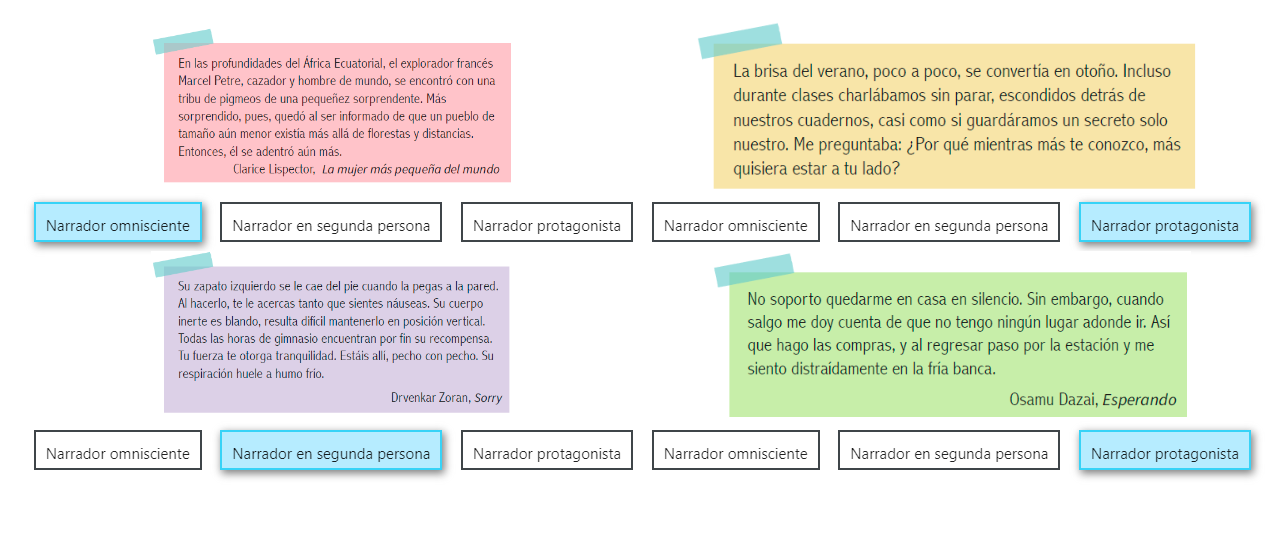 En las profundidades del África Ecuatorial, el explorador francés
Marcel Petre, cazador y hombre de mundo, se encontró con una
tribu de pigmeos de una pequeñez sorprendente. Más
sorprendido, pues, quedó al ser informado de que un pueblo de
tamaño aún menor existía más allá de florestas y distancias.
Entonces, él se adentró aún más.
Clarice Lispector, La mujer más pequeña del mundo
La brisa del verano, poco a poco, se convertía en otoño. Incluso
durante clases charlábamos sin parar, escondidos detrás de
nuestros cuadernos, casi como si guardáramos un secreto solo
nuestro. Me preguntaba: ¿Por qué mientras más te conozco, más
quisiera estar a tu lado?
Narrador omnisciente
Narrador en segunda persona
Narrador protagonista
Narrador omnisciente
Narrador en segunda persona
Narrador protagonista
Su zapato izquierdo se le cae del pie cuando la pegas a la pared.
Al hacerlo, te le acercas tanto que sientes náuseas. Su cuerpo
inerte es blando, resulta difícil mantenerlo en posición vertical.
Todas las horas de gimnasio encuentran por fin su recompensa.
Tu fuerza te otorga tranquilidad. Estáis allí, pecho con pecho. Su
respiración huele a humo frío.
Drvenkar Zoran, Sorry
No soporto quedarme en casa en silencio. Sin embargo, cuando
salgo me doy cuenta de que no tengo ningún lugar adonde ir. Así
que hago las compras, y al regresar paso por la estación y me
siento distraídamente en la fría banca.
Osamu Dazai, Esperando
Narrador omnisciente
Narrador en segunda persona
Narrador protagonista
Narrador omnisciente
Narrador en segunda persona
Narrador protagonista